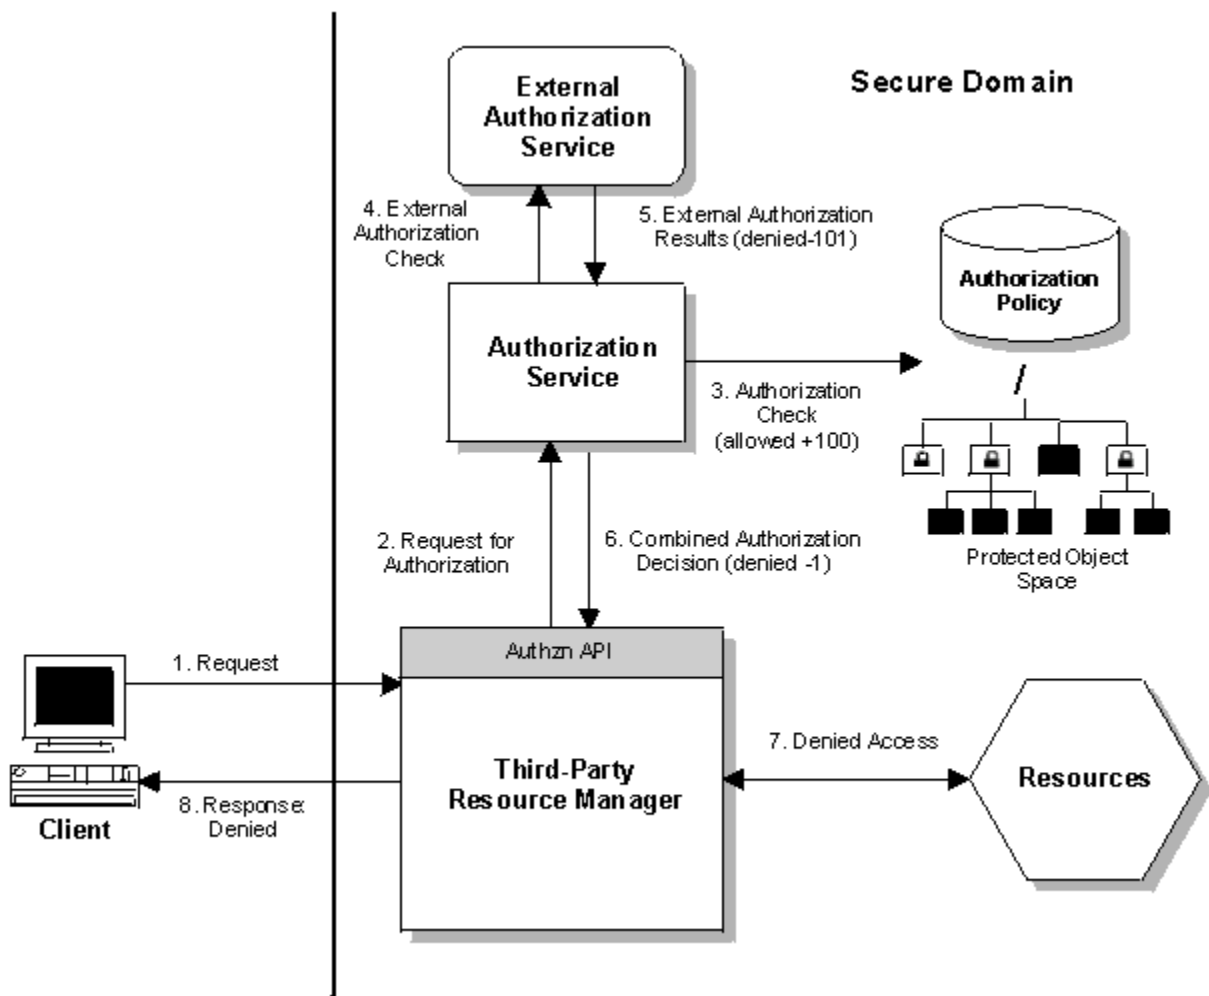 External
Authorization
Service
Secure Domain
4. External
Authorization
Check
5. External Authorization
Results (denied-101)
Authorization
Policy
Authorization
Service
/
3. Authorization
Check
(allowed +100)
2. Request for
Authorization
6. Combined Authorization
Decision (denied -1)
Protected Object
Space
Authzn API
1. Request
7. Denied Access
Third-Party
Resource Manager
Resources
8. Response:
Denied
Client